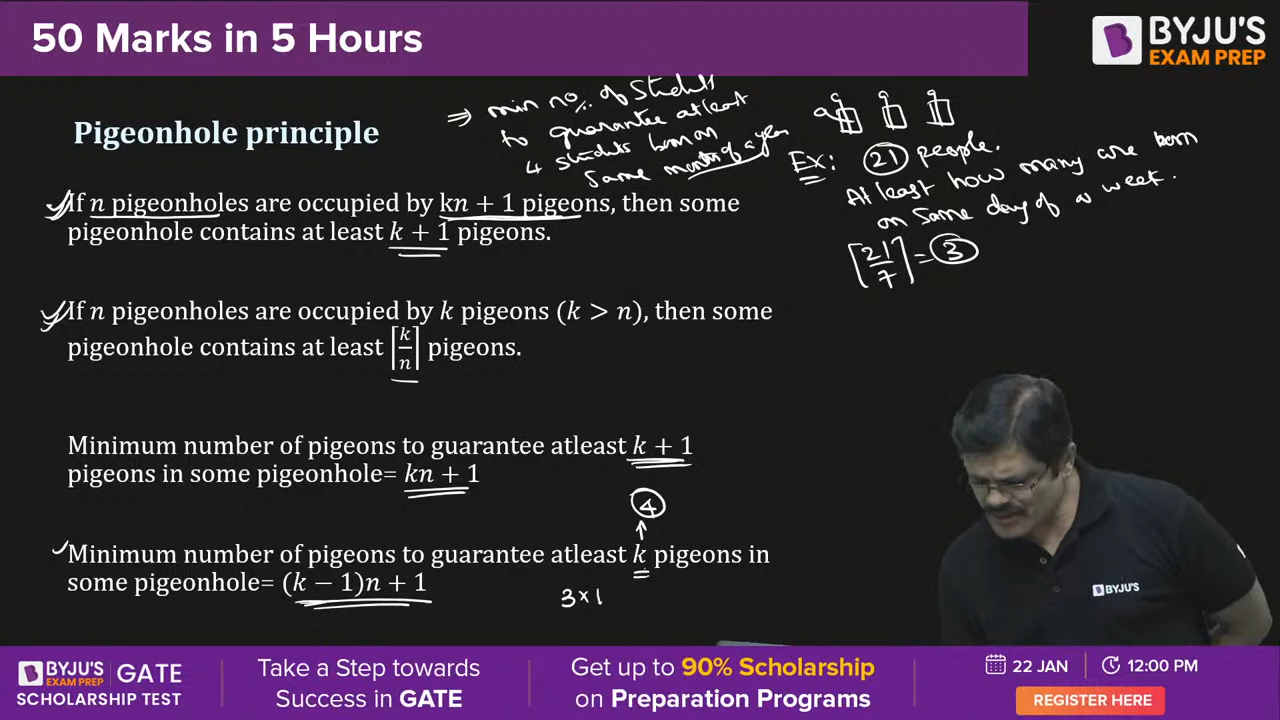 50 Marks in 5 Hours
BYJU'S
EXAM PREP
Pigeonhole principle
⇒ min no. of students
to guarantee atleast
4 students born on
same month of a year
Ex: 21 people.
At least how many are born
on same day of a week.
⌈21/7⌉ = 3
If n pigeonholes are occupied by kn + 1 pigeons, then some
pigeonhole contains at least k + 1 pigeons.
If n pigeonholes are occupied by k pigeons (k > n), then some
pigeonhole contains at least ⌈k/n⌉ pigeons.
Minimum number of pigeons to guarantee atleast k + 1
pigeons in some pigeonhole= kn + 1
4
Minimum number of pigeons to guarantee atleast k pigeons in
some pigeonhole= (k − 1)n + 1
3×1
BYJU'S
BYJU'S EXAM PREP GATE
SCHOLARSHIP TEST
Take a Step towards
Success in GATE
Get up to 90% Scholarship
on Preparation Programs
22 JAN
12:00 PM
REGISTER HERE